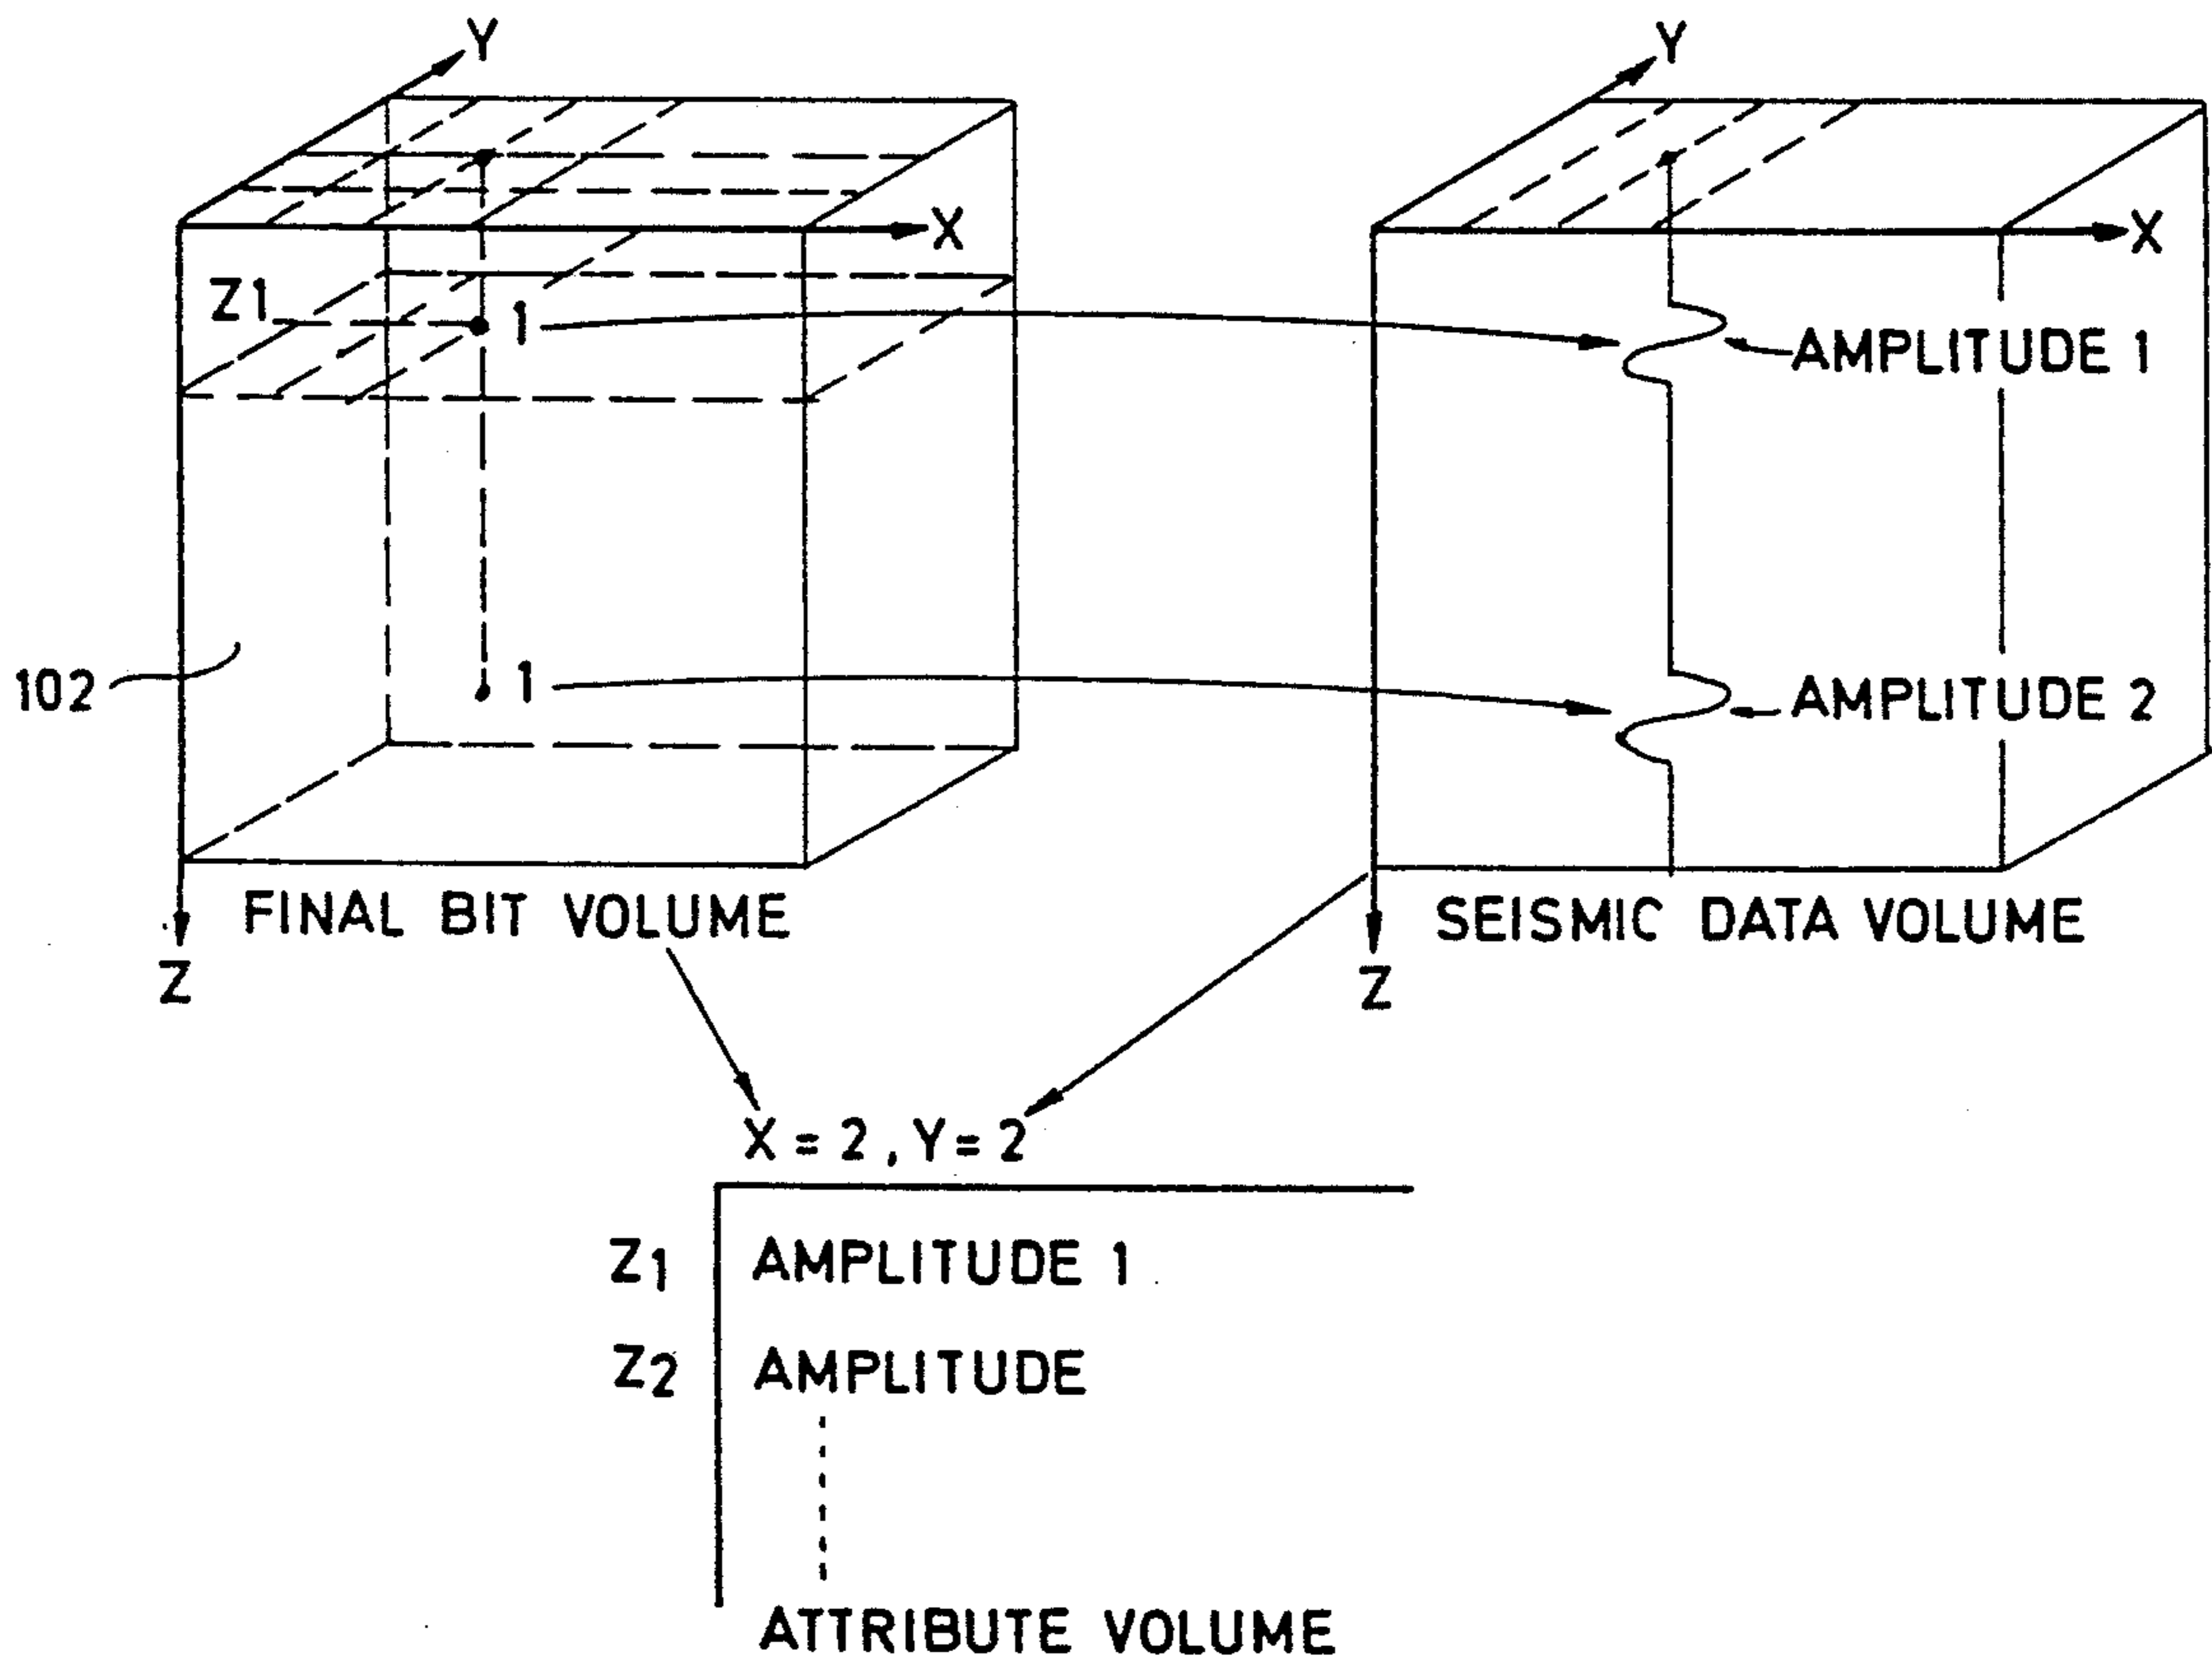 Y
Y
X
X
Z1
1
AMPLITUDE 1
102
1
AMPLITUDE 2
FINAL BIT VOLUME
SEISMIC DATA VOLUME
Z
Z
X = 2 , Y = 2
Z1 AMPLITUDE 1
Z2 AMPLITUDE
ATTRIBUTE VOLUME